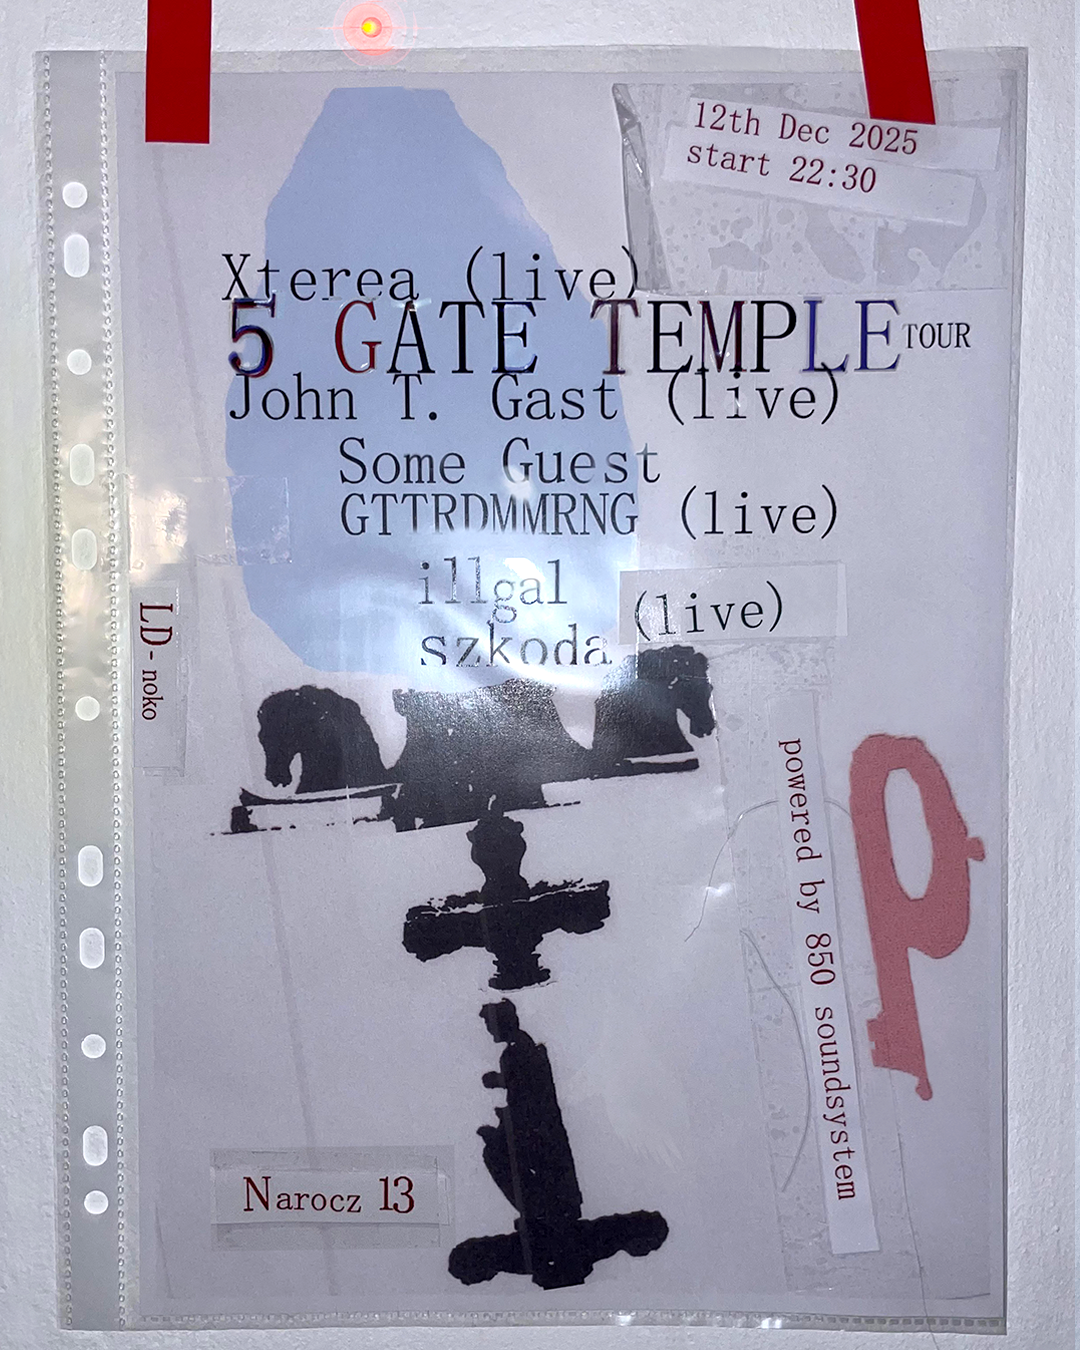 12th Dec 2025
start 22:30
Xterea (live)
5 GATE TEMPLE TOUR
John T. Gast (live)
Some Guest
GTTRDMMRNG (live)
illgal
szkoda (live)
LD-noko
powered by 850 soundsystem
Narocz 13